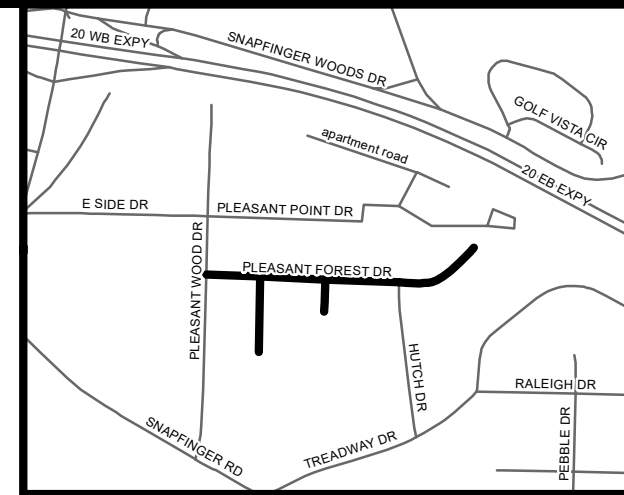 20 WB EXPY
SNAPFINGER WOODS DR
GOLF VISTA CIR
apartment road
20 EB EXPY
E SIDE DR
PLEASANT POINT DR
PLEASANT WOOD DR
PLEASANT FOREST DR
HUTCH DR
RALEIGH DR
PEBBLE DR
SNAPFINGER RD
TREADWAY DR